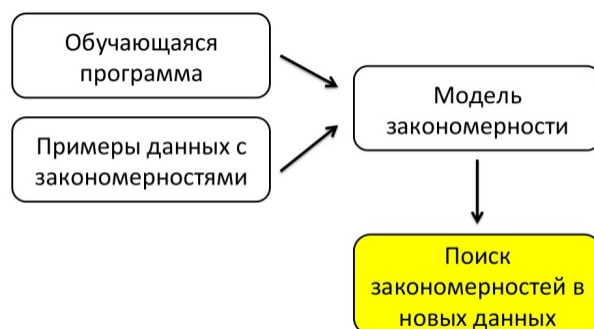 Обучающаяся
программа
Примеры данных с
закономерностями
Модель
закономерности
Поиск
закономерностей в
новых данных